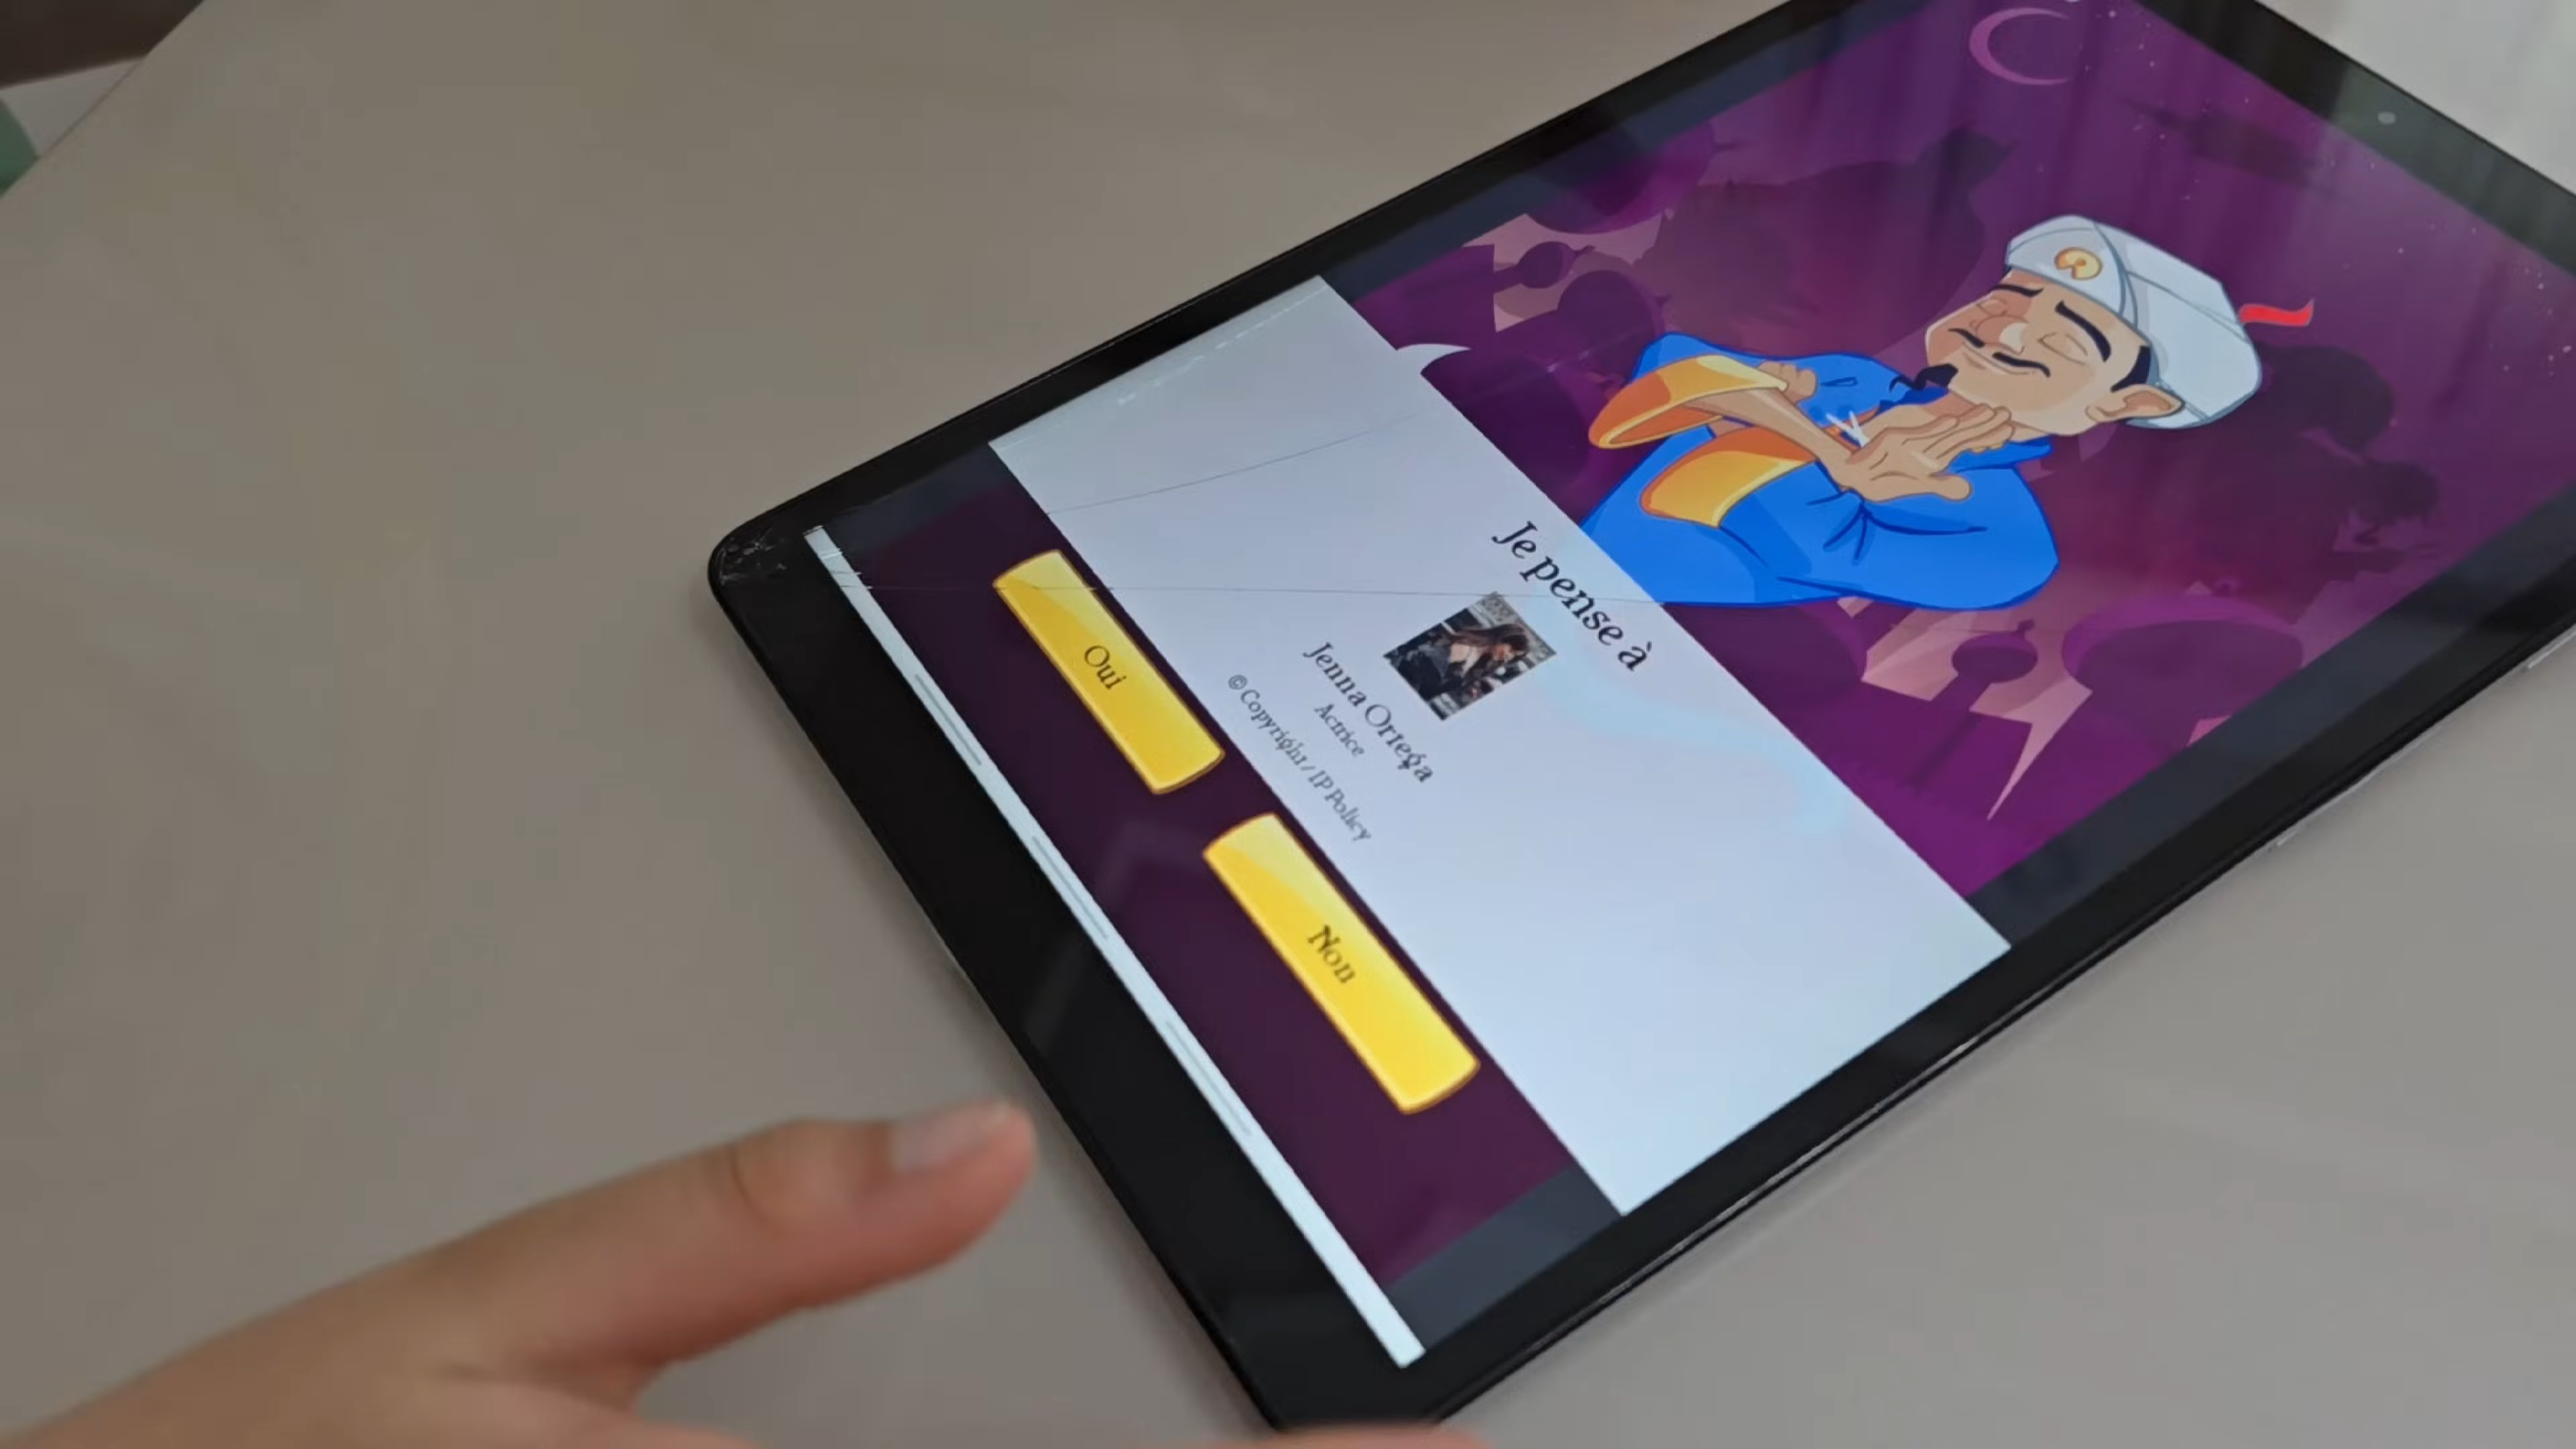 Je pense à
Jenna Ortega
Actrice
© Copyright / IP Policy
Oui
Non